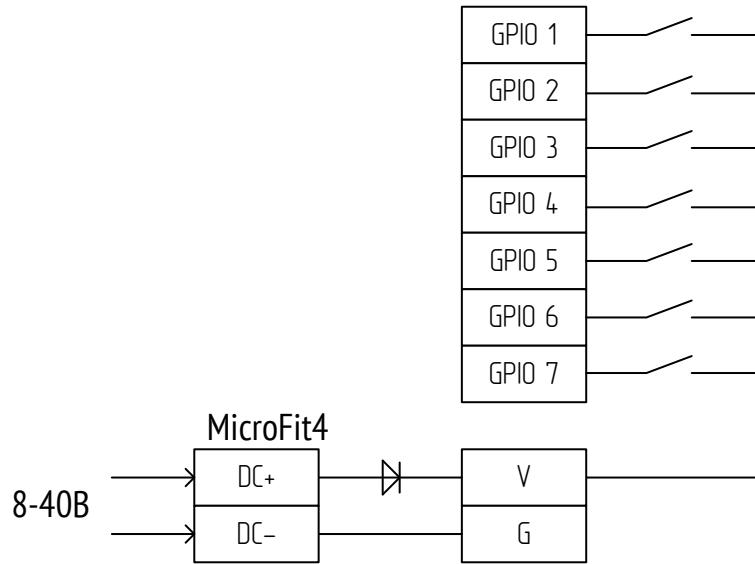 GPIO 1
GPIO 2
GPIO 3
GPIO 4
GPIO 5
GPIO 6
GPIO 7
MicroFit4
8-40В
DC+
V
DC–
G